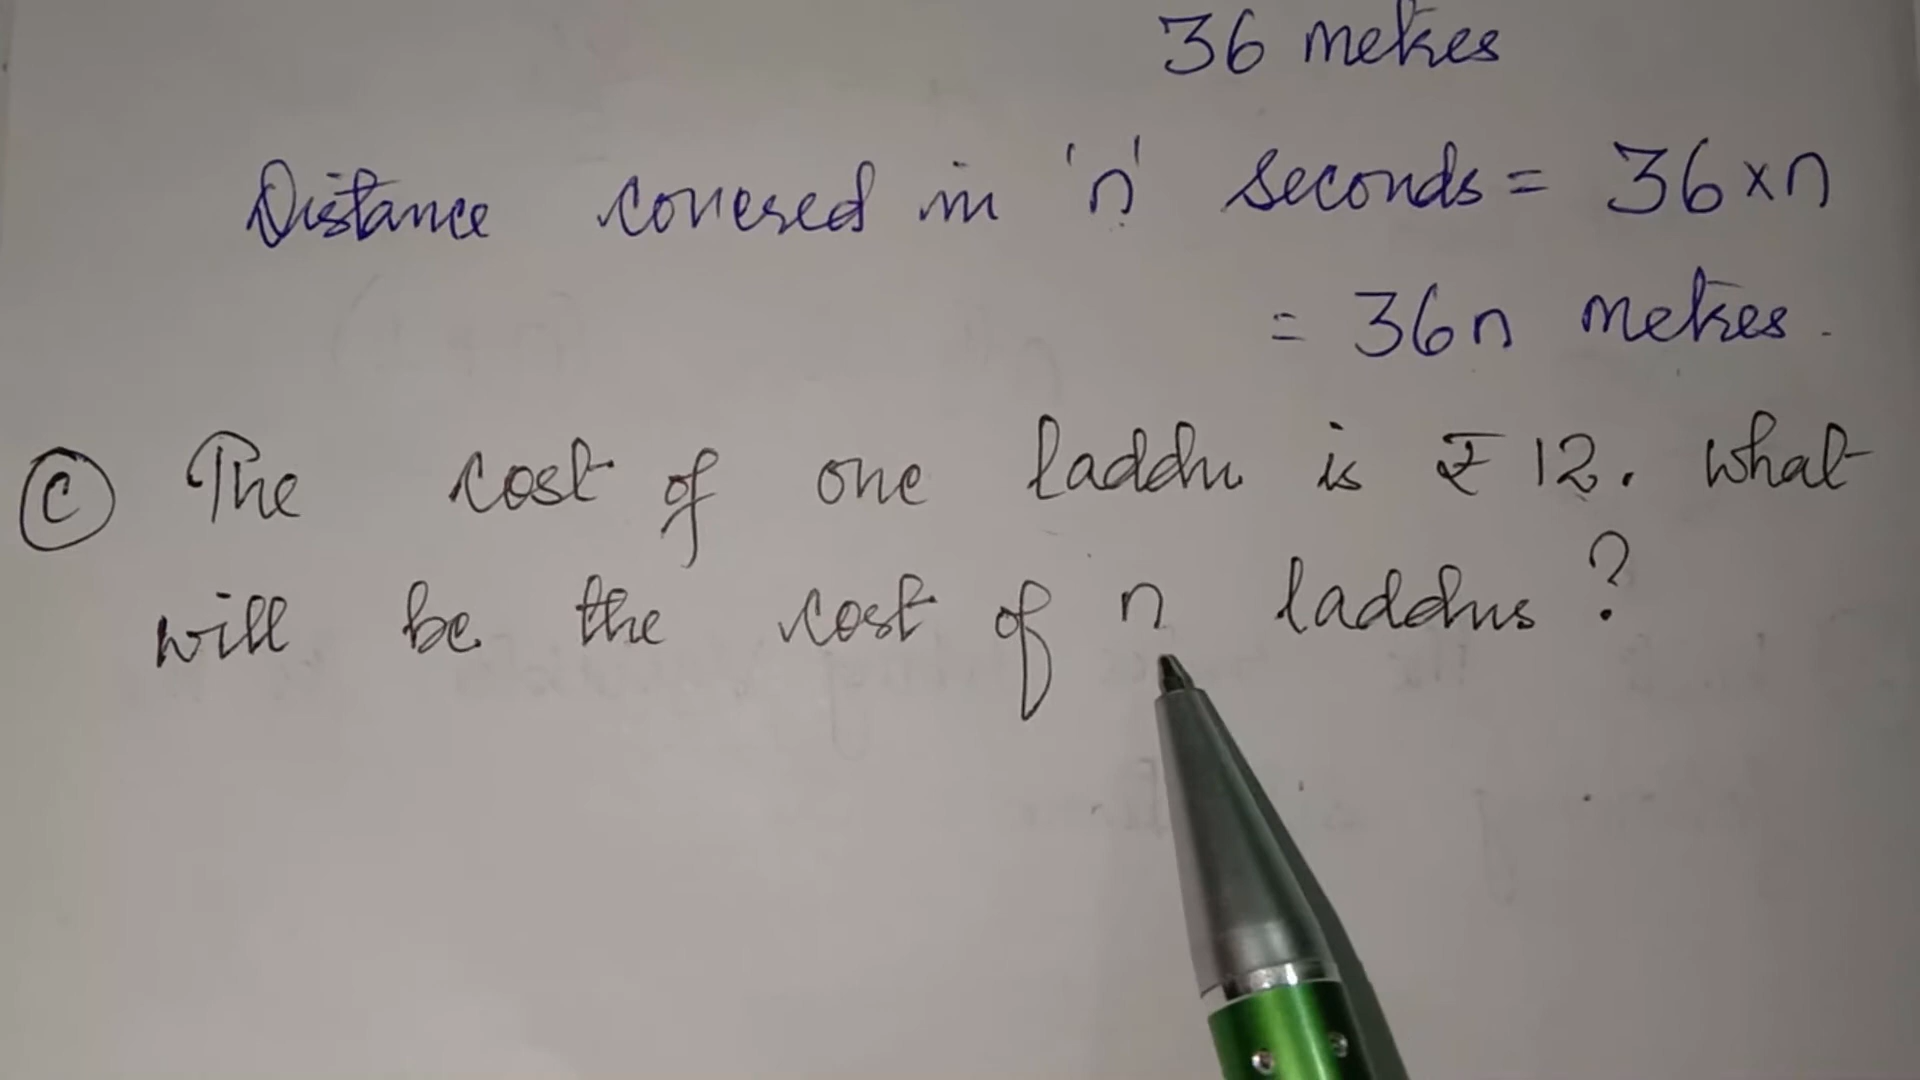 36 metres
Distance covered in 'n' seconds = 36×n
= 36n metres.
(C) The cost of one laddu is ₹ 12. What
will be the cost of n laddus?